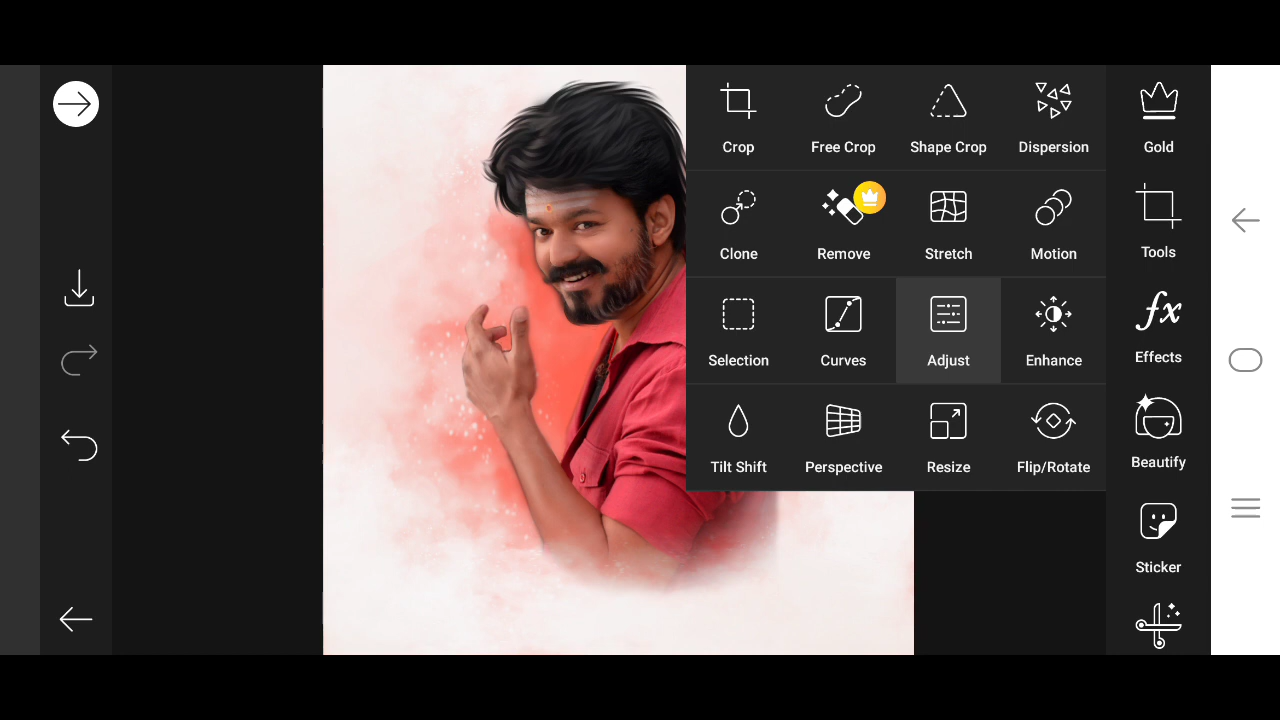 Crop Free Crop Shape Crop Dispersion
Gold
Clone Remove Stretch Motion
Tools
Selection Curves Adjust Enhance
Effects
Tilt Shift Perspective Resize Flip/Rotate
Beautify
Sticker